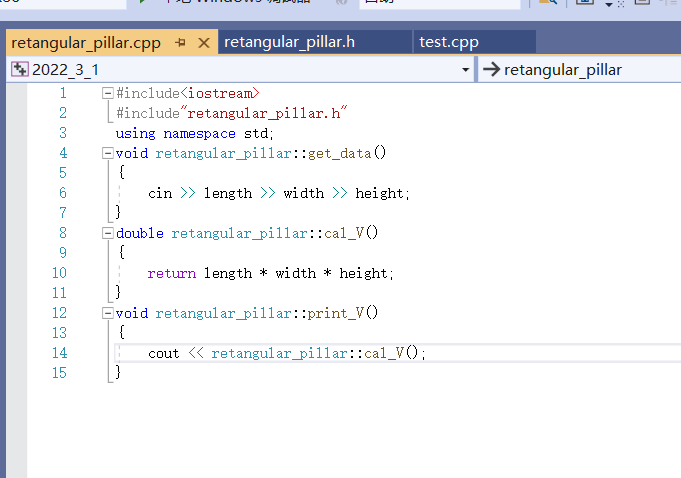 retangular_pillar.cpp retangular_pillar.h test.cpp
2022_3_1 retangular_pillar
1 #include<iostream>
2 #include"retangular_pillar.h"
3 using namespace std;
4 void retangular_pillar::get_data()
5 {
6 cin >> length >> width >> height;
7 }
8 double retangular_pillar::cal_V()
9 {
10 return length * width * height;
11 }
12 void retangular_pillar::print_V()
13 {
14 cout << retangular_pillar::cal_V();
15 }